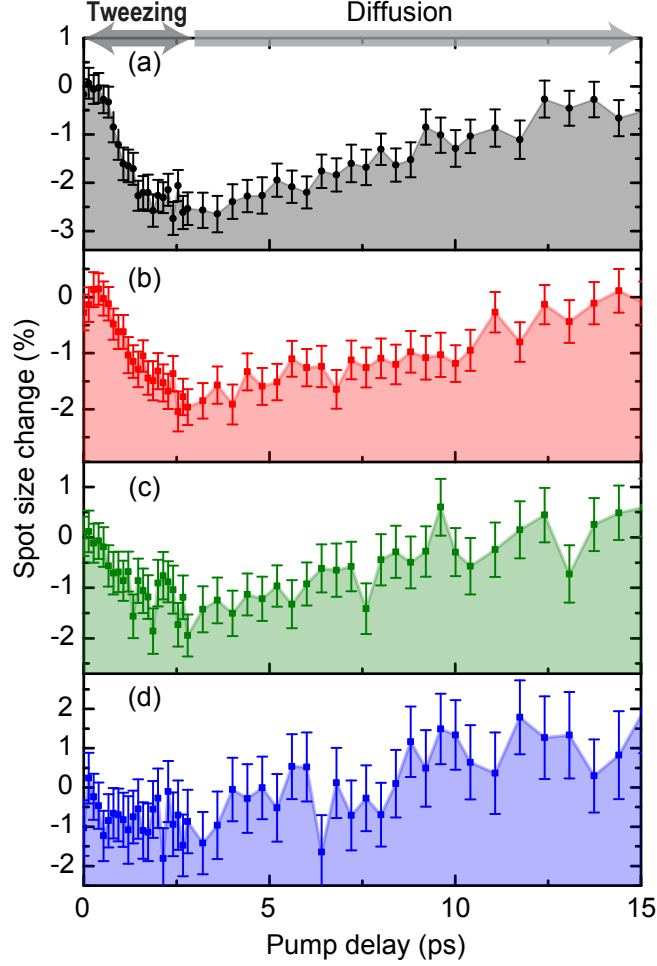 Tweezing Diffusion
1
(a)
0
-1
-2
-3
(b)
0
-1
-2
Spot size change (%)
(c)
1
0
-1
-2
(d)
2
1
0
-1
-2
0 5 10 15
Pump delay (ps)